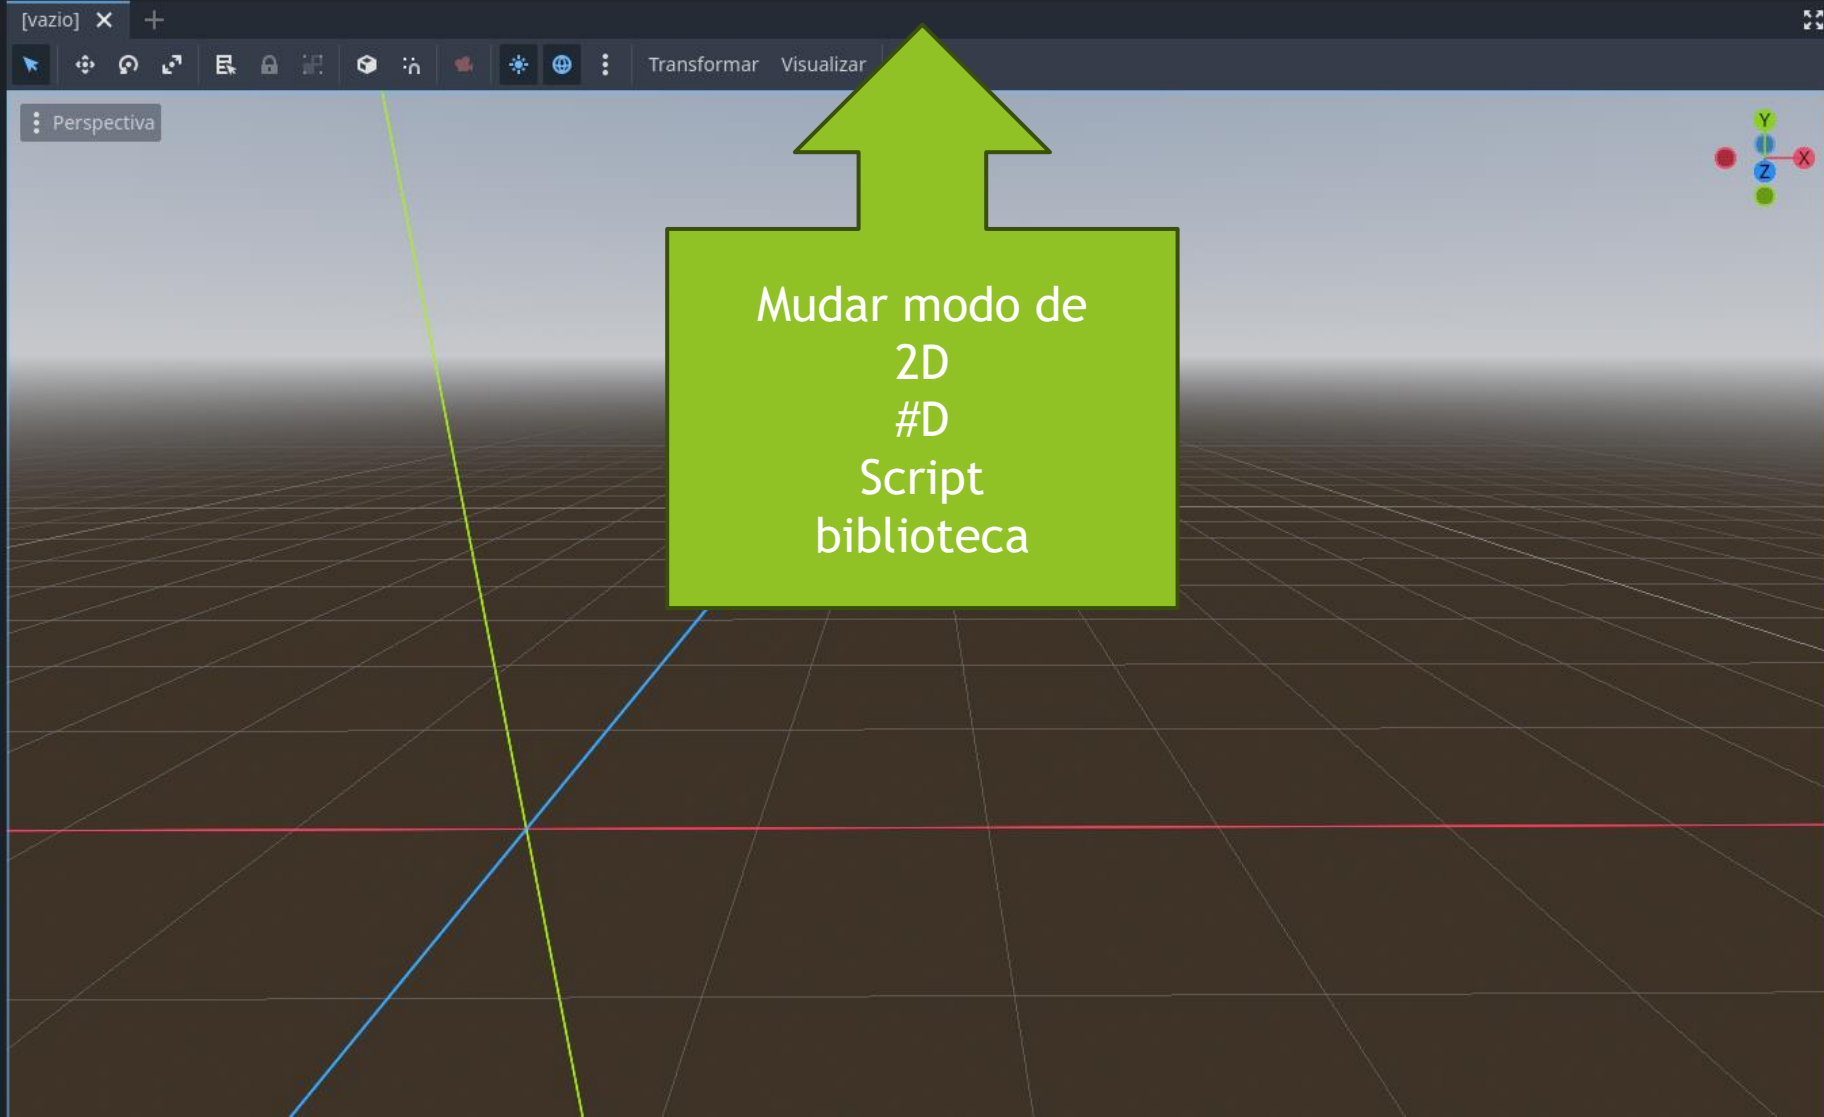 [vazio]
Transformar Visualizar
Perspectiva
Y
Z
X
Mudar modo de
2D
#D
Script
biblioteca